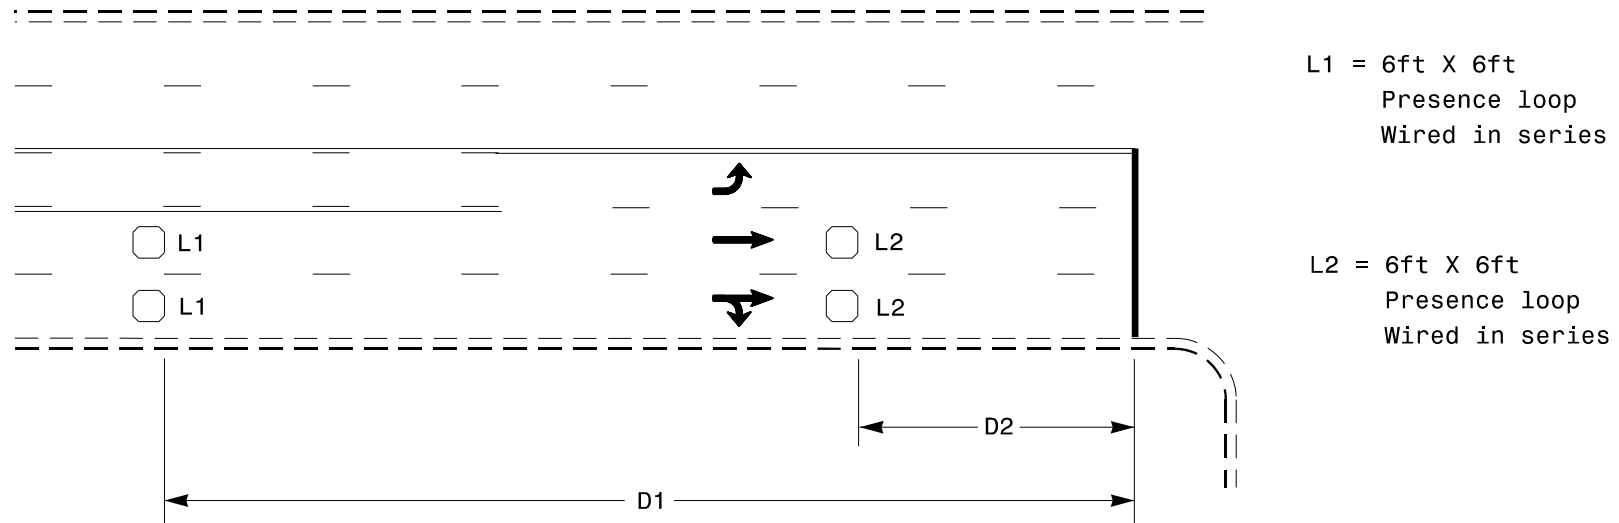 L1 = 6ft X 6ft
Presence loop
Wired in series
L1
L2
L2 = 6ft X 6ft
Presence loop
Wired in series
L1
L2
D2
D1